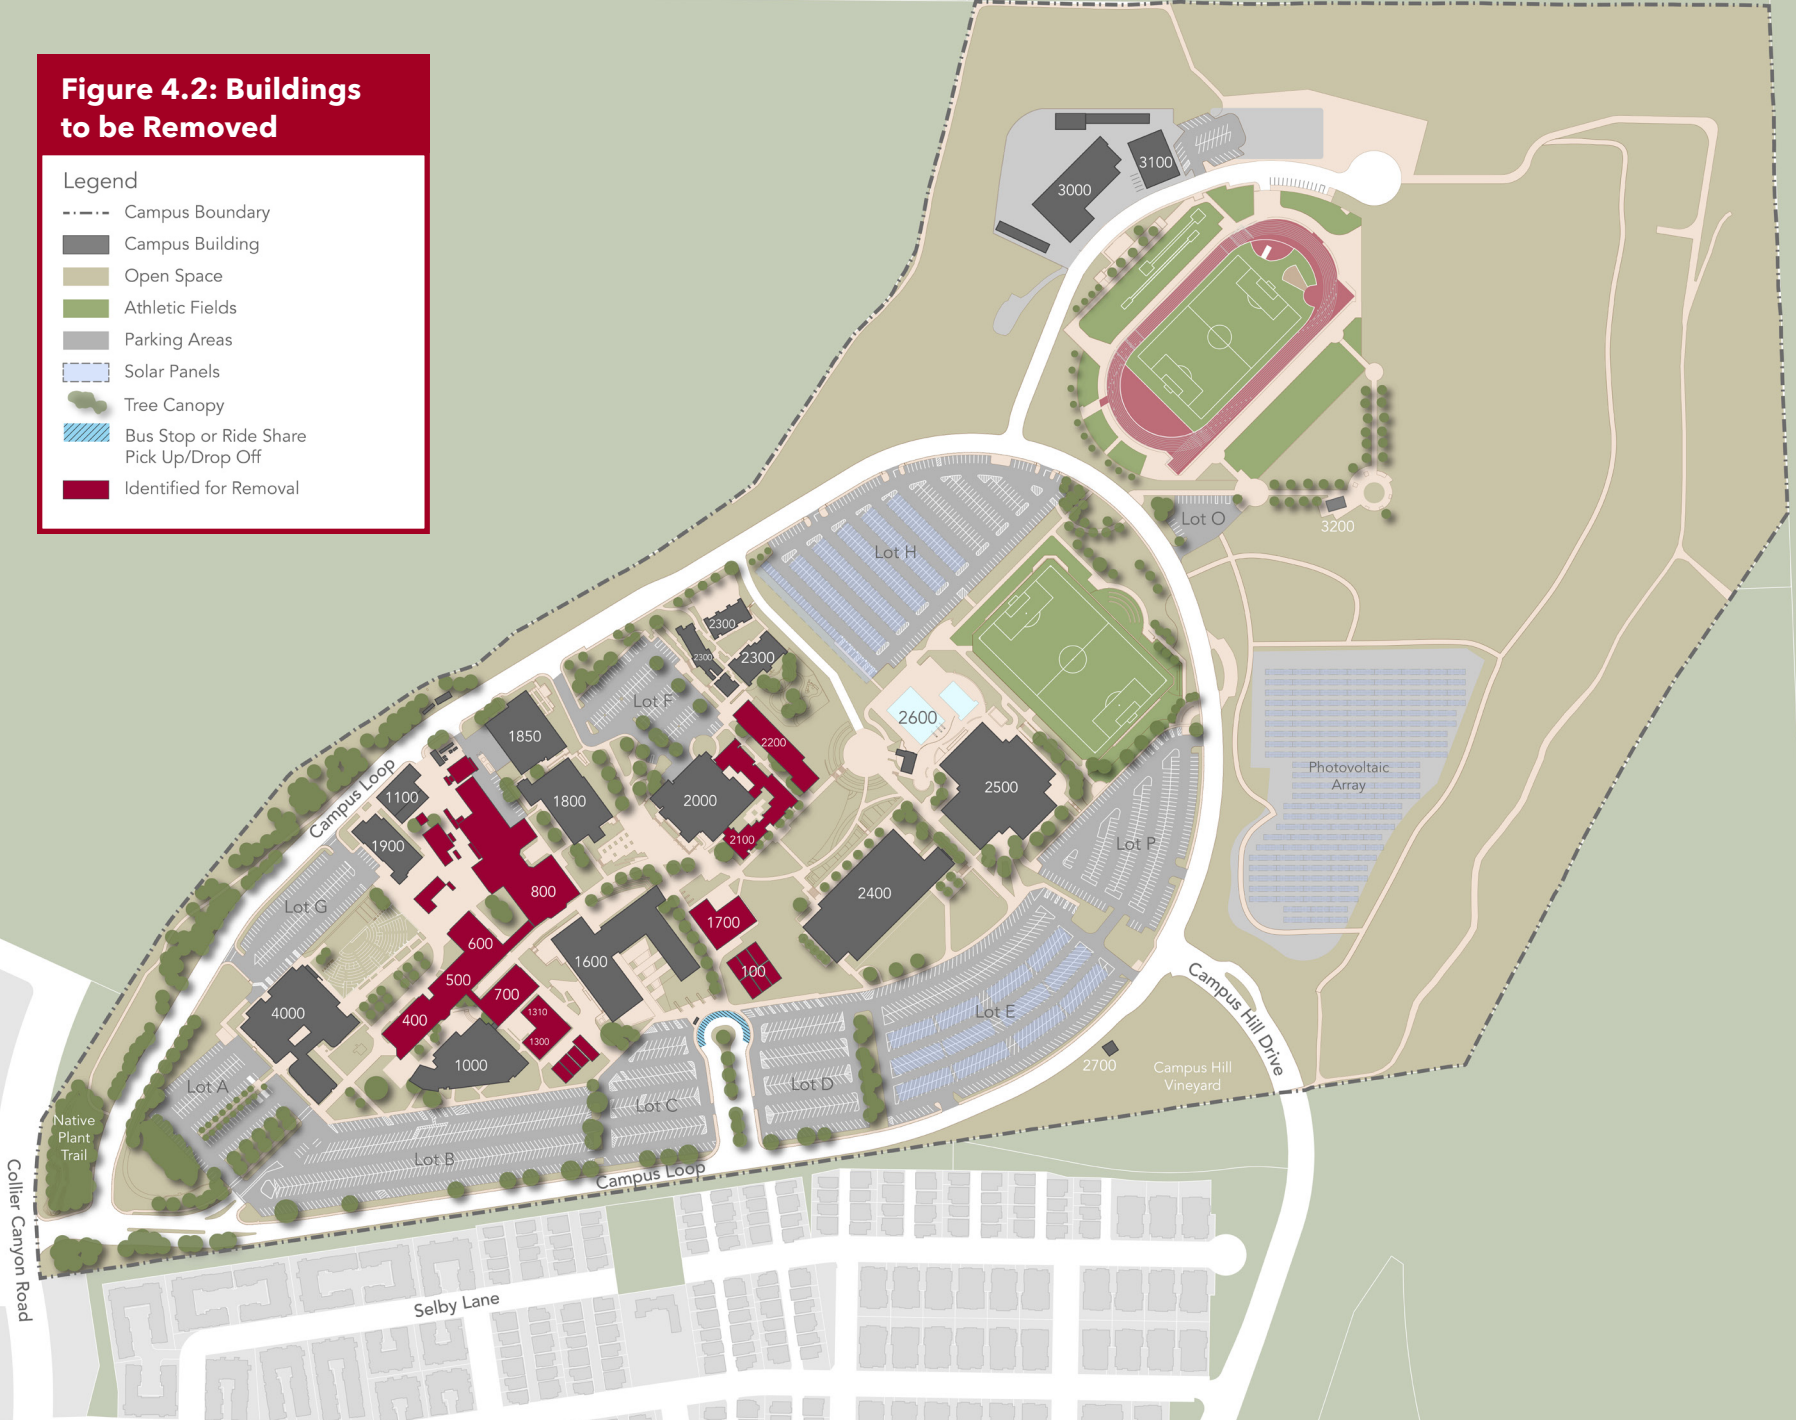 Figure 4.2: Buildings
to be Removed
Legend
Campus Boundary
Campus Building
Open Space
Athletic Fields
Parking Areas
Solar Panels
Tree Canopy
Bus Stop or Ride Share
Pick Up/Drop Off
Identified for Removal
3100
3000
Lot O
3200
Lot H
2300
2300
2300
Lot F
2600
1850
2200
Campus Loop
1100
1800
2000
2500
Photovoltaic
Array
1900
2100
Lot P
800
2400
Lot G
1700
600
1600
100
500
700
4000
400
1310
1300
Lot E
Campus Hill Drive
1000
2700
Campus Hill
Vineyard
Lot A
Lot D
Lot C
Native
Plant
Trail
Lot B
Campus Loop
Collier Canyon Road
Selby Lane